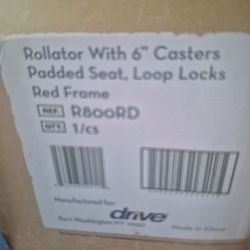 Rollator With 6" Casters
Padded Seat, Loop Locks
Red Frame
REF. R800RD
QTY. 1/cs
Manufactured for:
drive
Port Washington NY 11050
Made in China